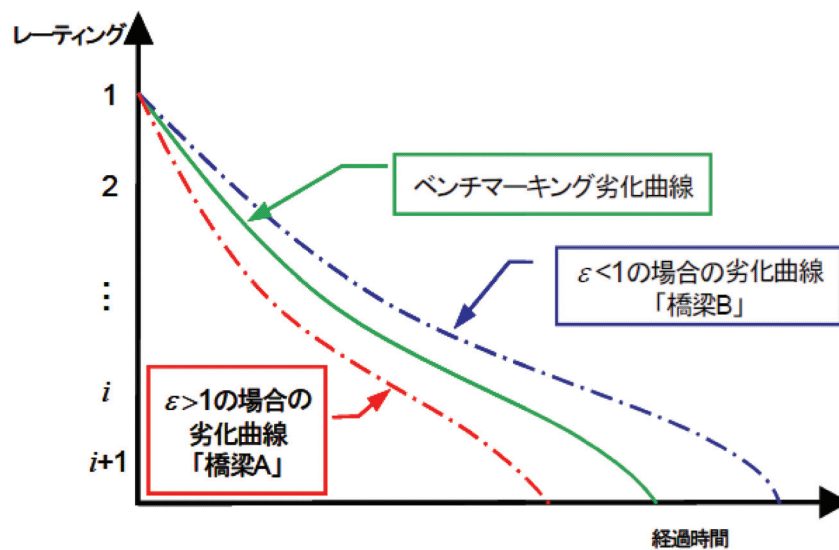 レーティング
1
2
⋮
i
i+1
ベンチマーキング劣化曲線
ε<1の場合の劣化曲線
「橋梁B」
ε>1の場合の
劣化曲線
「橋梁A」
経過時間